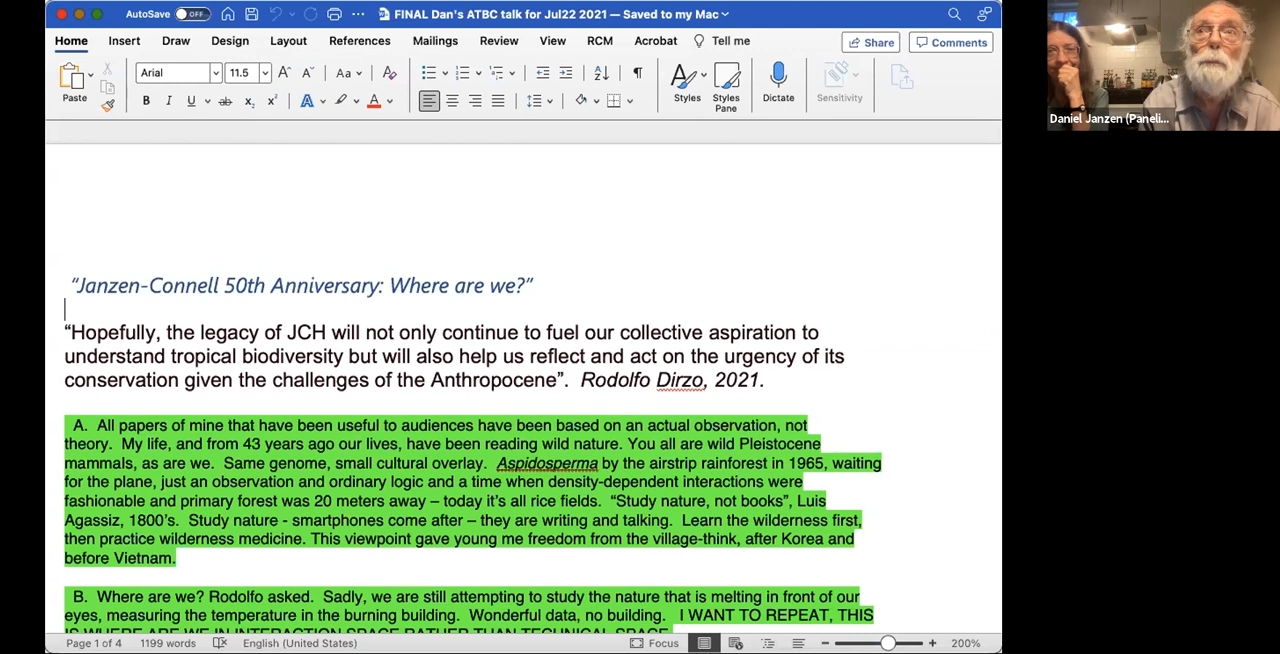 AutoSave OFF FINAL Dan's ATBC talk for Jul22 2021 — Saved to my Mac
Home Insert Draw Design Layout References Mailings Review View RCM Acrobat Tell me Share Comments
Arial 11.5
Paste Styles Styles Pane Dictate Sensitivity
Daniel Janzen (Paneli...
“Janzen-Connell 50th Anniversary: Where are we?”
“Hopefully, the legacy of JCH will not only continue to fuel our collective aspiration to
understand tropical biodiversity but will also help us reflect and act on the urgency of its
conservation given the challenges of the Anthropocene”. Rodolfo Dirzo, 2021.
A. All papers of mine that have been useful to audiences have been based on an actual observation, not
theory. My life, and from 43 years ago our lives, have been reading wild nature. You all are wild Pleistocene
mammals, as are we. Same genome, small cultural overlay. Aspidosperma by the airstrip rainforest in 1965, waiting
for the plane, just an observation and ordinary logic and a time when density-dependent interactions were
fashionable and primary forest was 20 meters away – today it's all rice fields. “Study nature, not books”, Luis
Agassiz, 1800's. Study nature - smartphones come after – they are writing and talking. Learn the wilderness first,
then practice wilderness medicine. This viewpoint gave young me freedom from the village-think, after Korea and
before Vietnam.
B. Where are we? Rodolfo asked. Sadly, we are still attempting to study the nature that is melting in front of our
eyes, measuring the temperature in the burning building. Wonderful data, no building. I WANT TO REPEAT, THIS
IS WHERE ARE WE IN INTERACTION SPACE RATHER THAN TECHNICAL SPACE.
Page 1 of 4 1199 words English (United States) Focus 200%